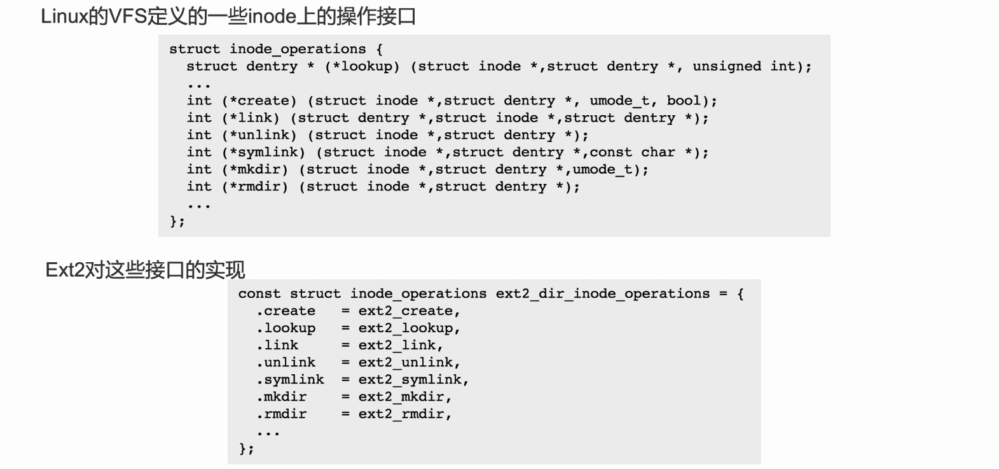 Linux的VFS定义的一些inode上的操作接口
struct inode_operations {
  struct dentry * (*lookup) (struct inode *,struct dentry *, unsigned int);
  ...
  int (*create) (struct inode *,struct dentry *, umode_t, bool);
  int (*link) (struct dentry *,struct inode *,struct dentry *);
  int (*unlink) (struct inode *,struct dentry *);
  int (*symlink) (struct inode *,struct dentry *,const char *);
  int (*mkdir) (struct inode *,struct dentry *,umode_t);
  int (*rmdir) (struct inode *,struct dentry *);
  ...
};
Ext2对这些接口的实现
const struct inode_operations ext2_dir_inode_operations = {
  .create   = ext2_create,
  .lookup   = ext2_lookup,
  .link     = ext2_link,
  .unlink   = ext2_unlink,
  .symlink  = ext2_symlink,
  .mkdir    = ext2_mkdir,
  .rmdir    = ext2_rmdir,
  ...
};